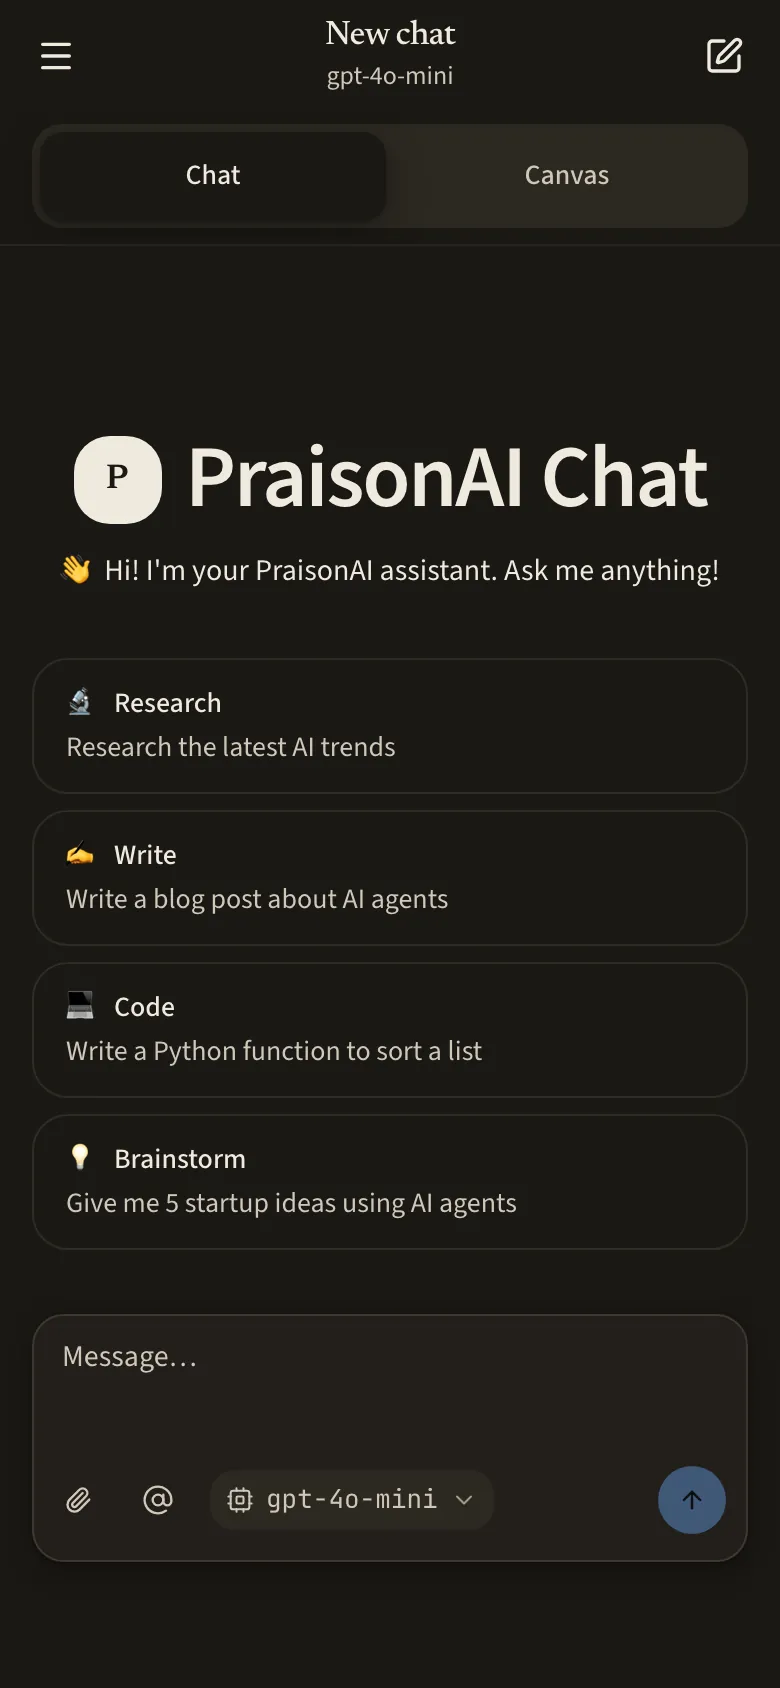 New chat
gpt-4o-mini
Chat
Canvas
P
PraisonAI Chat
👋 Hi! I'm your PraisonAI assistant. Ask me anything!
🔬 Research
Research the latest AI trends
✍️ Write
Write a blog post about AI agents
💻 Code
Write a Python function to sort a list
💡 Brainstorm
Give me 5 startup ideas using AI agents
Message…
gpt-4o-mini